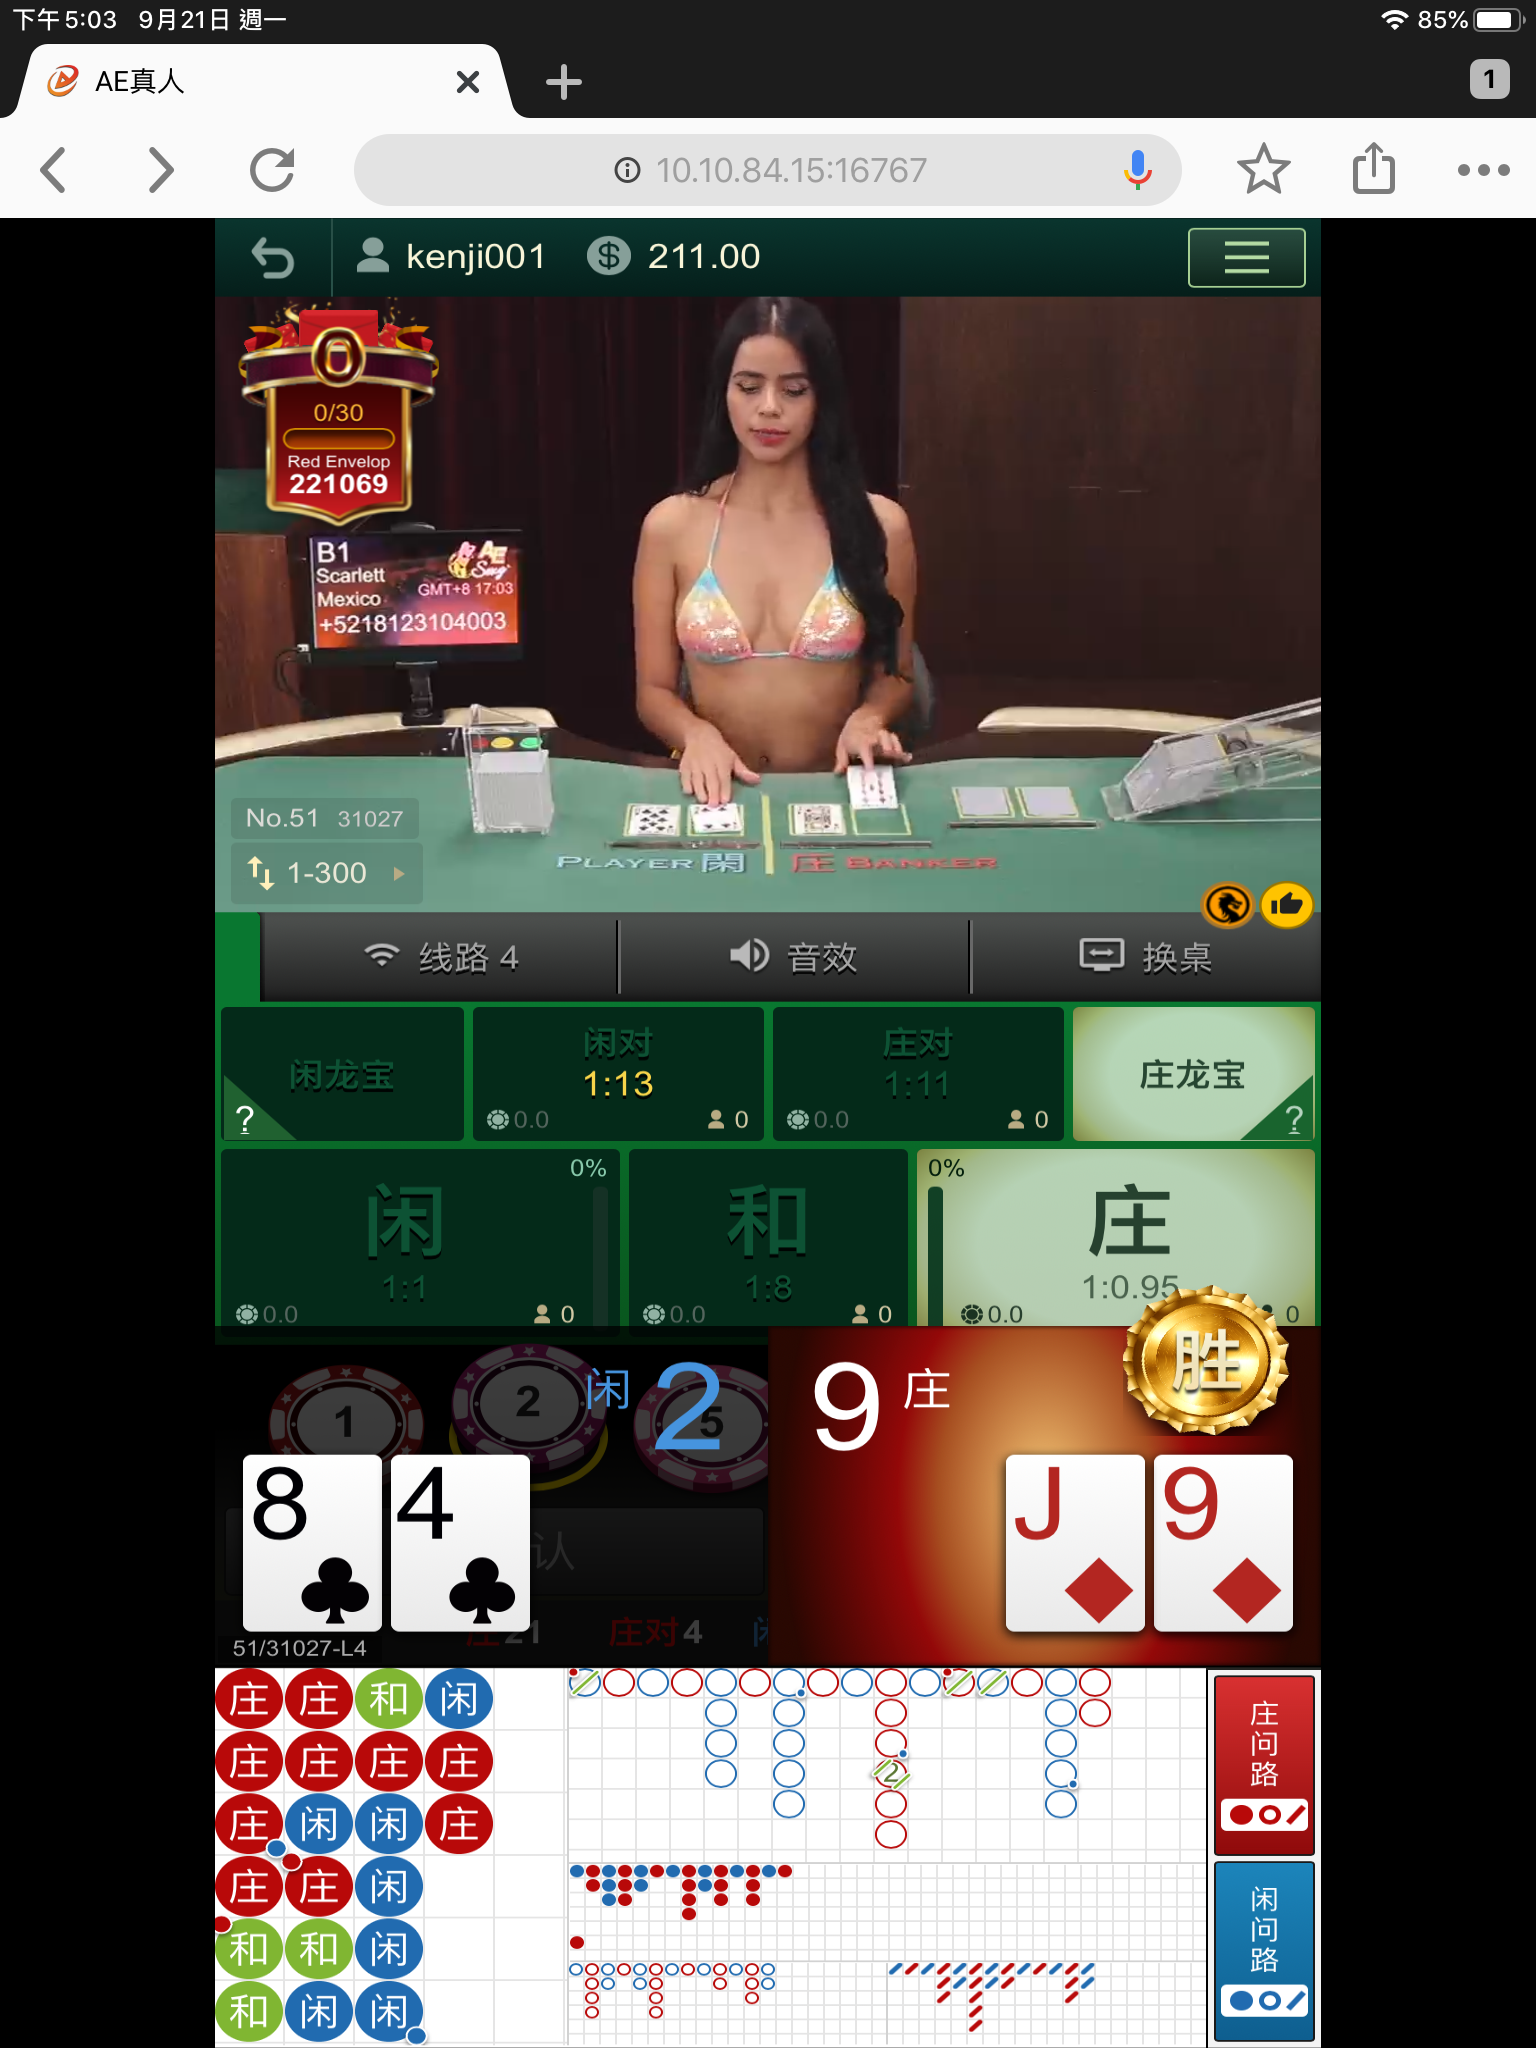 下午5:03 9月21日 週一
85%
AE真人
1
10.10.84.15:16767
kenji001 211.00
0
0/30
Red Envelop
221069
B1
Scarlett
Mexico
GMT+8 17:03
+5218123104003
AE
Sexy
No.51 31027
1-300
PLAYER 閑 庄 BANKER
线路 4 音效 换桌
闲龙宝 ?
闲对
1:13
0.0 0
庄对
1:11
0.0 0
庄龙宝 ?
0%
闲
1:1
0.0 0
和
1:8
0.0 0
0%
庄
1:0.95
0.0 0
胜
1 2 5
闲 2
9 庄
8 4
J 9
认
51/31027-L4
庄 21 庄对 4
庄 庄 和 闲
庄 庄 庄 庄
庄 闲 闲 庄
庄 庄 闲
和 和 闲
和 闲 闲
2
庄问路
闲问路